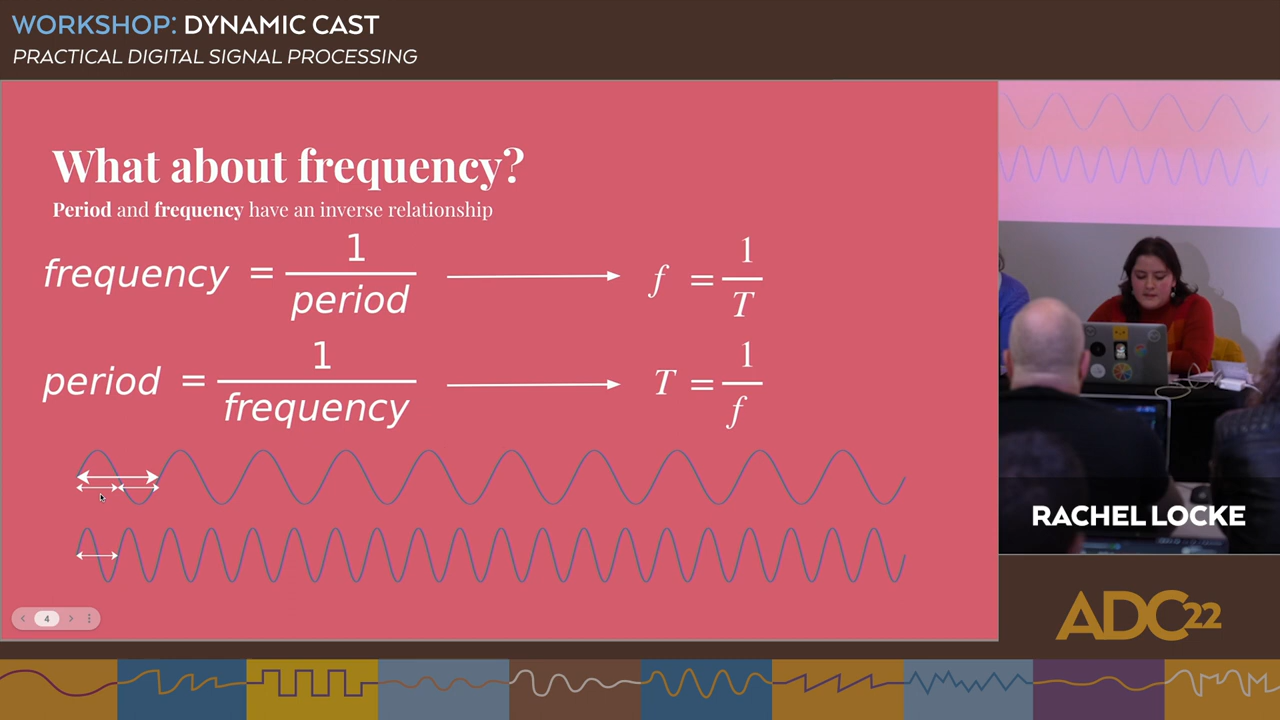 WORKSHOP: DYNAMIC CAST
PRACTICAL DIGITAL SIGNAL PROCESSING
What about frequency?
Period and frequency have an inverse relationship
frequency = 1 / period
f = 1 / T
period = 1 / frequency
T = 1 / f
4
RACHEL LOCKE
ADC22